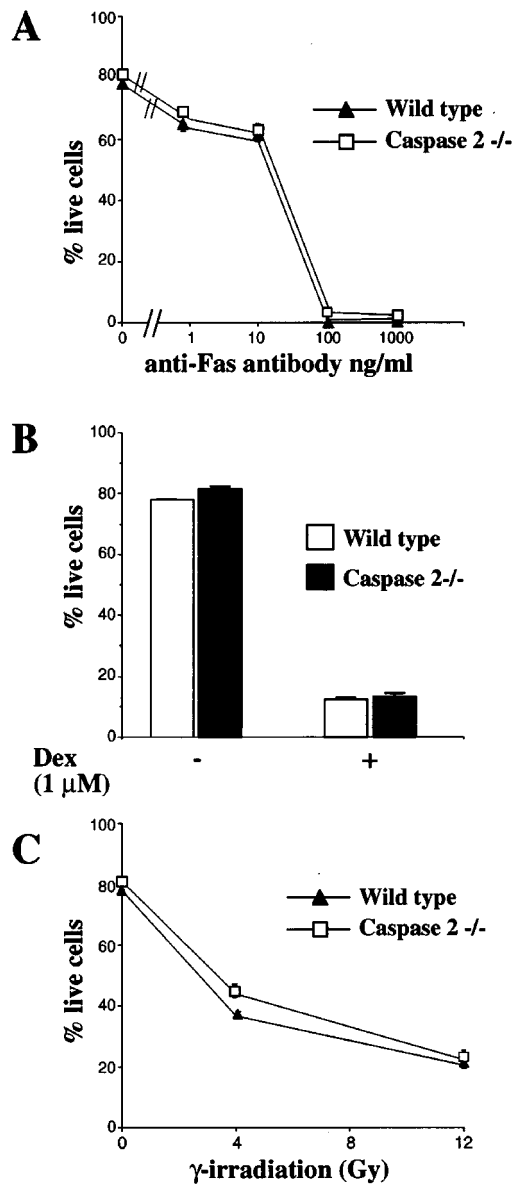 A
100
80
60
40
20
0
% live cells
Wild type
Caspase 2 -/-
0 1 10 100 1000
anti-Fas antibody ng/ml
B
100
80
60
40
20
0
% live cells
Wild type
Caspase 2-/-
Dex - +
(1 μM)
C
100
80
60
40
20
0
% live cells
Wild type
Caspase 2 -/-
0 4 8 12
γ-irradiation (Gy)